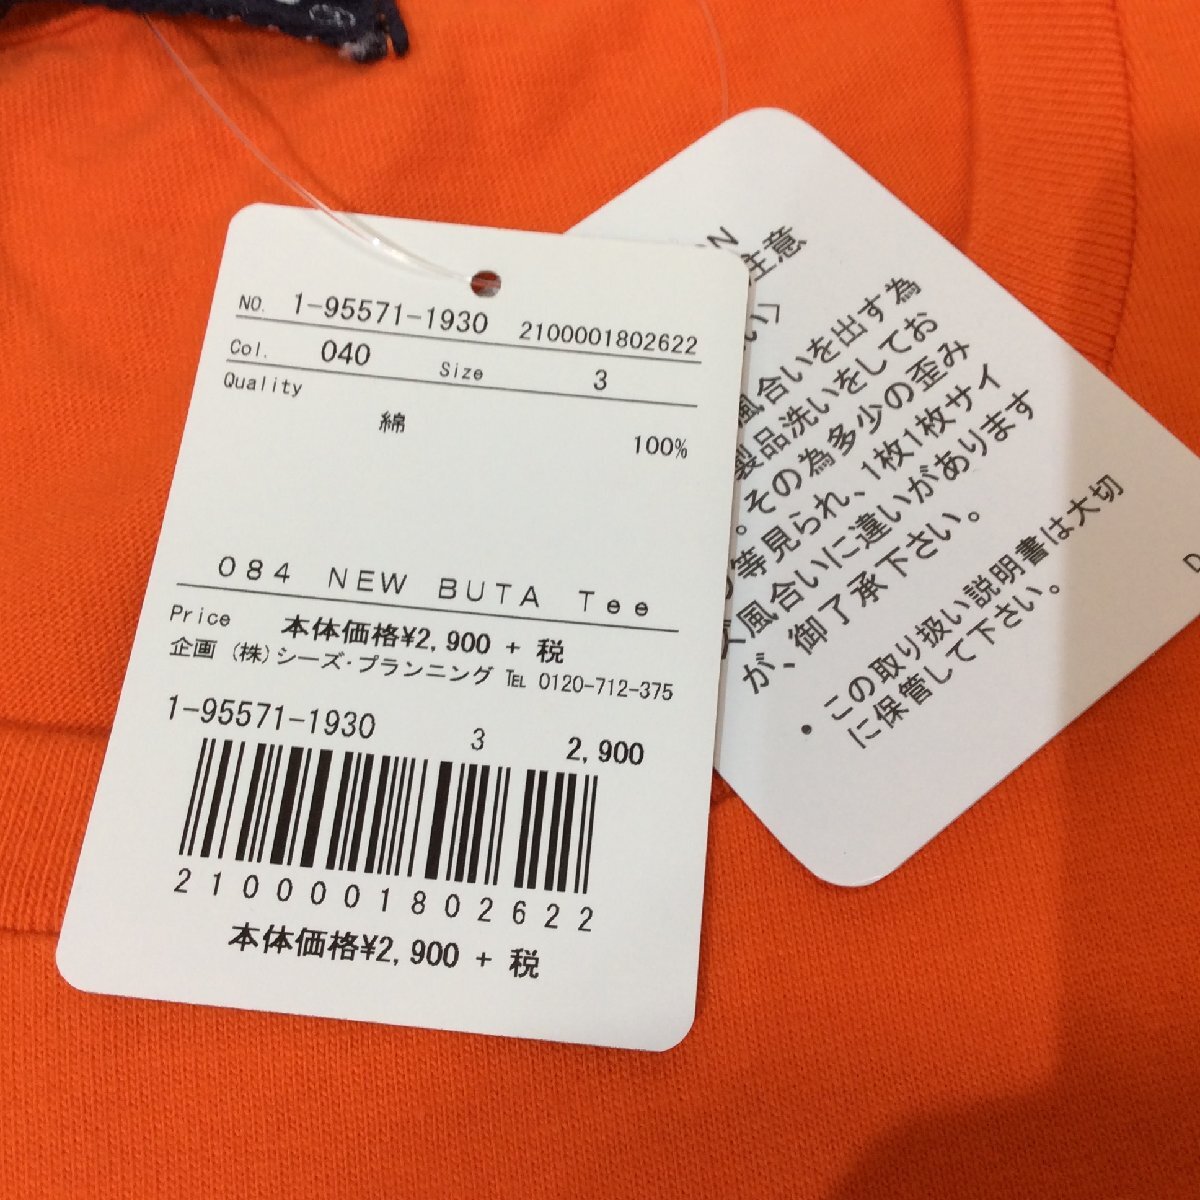 NO. 1-95571-1930 2100001802622
Col. 040 Size 3
Quality
綿 100%
084 NEW BUTA Tee
Price 本体価格¥2,900 + 税
企画 (株)シーズ・プランニング TEL 0120-712-375
1-95571-1930 3 2,900
2100001802622
本体価格¥2,900 + 税
N
主意
い〉
風合いを出す為
製品洗いをしてお
。その為多少の歪み
等見られ、1枚1枚サイ
風合いに違いがあります
が、御了承下さい。
• この取り扱い説明書は大切
に保管して下さい。
D